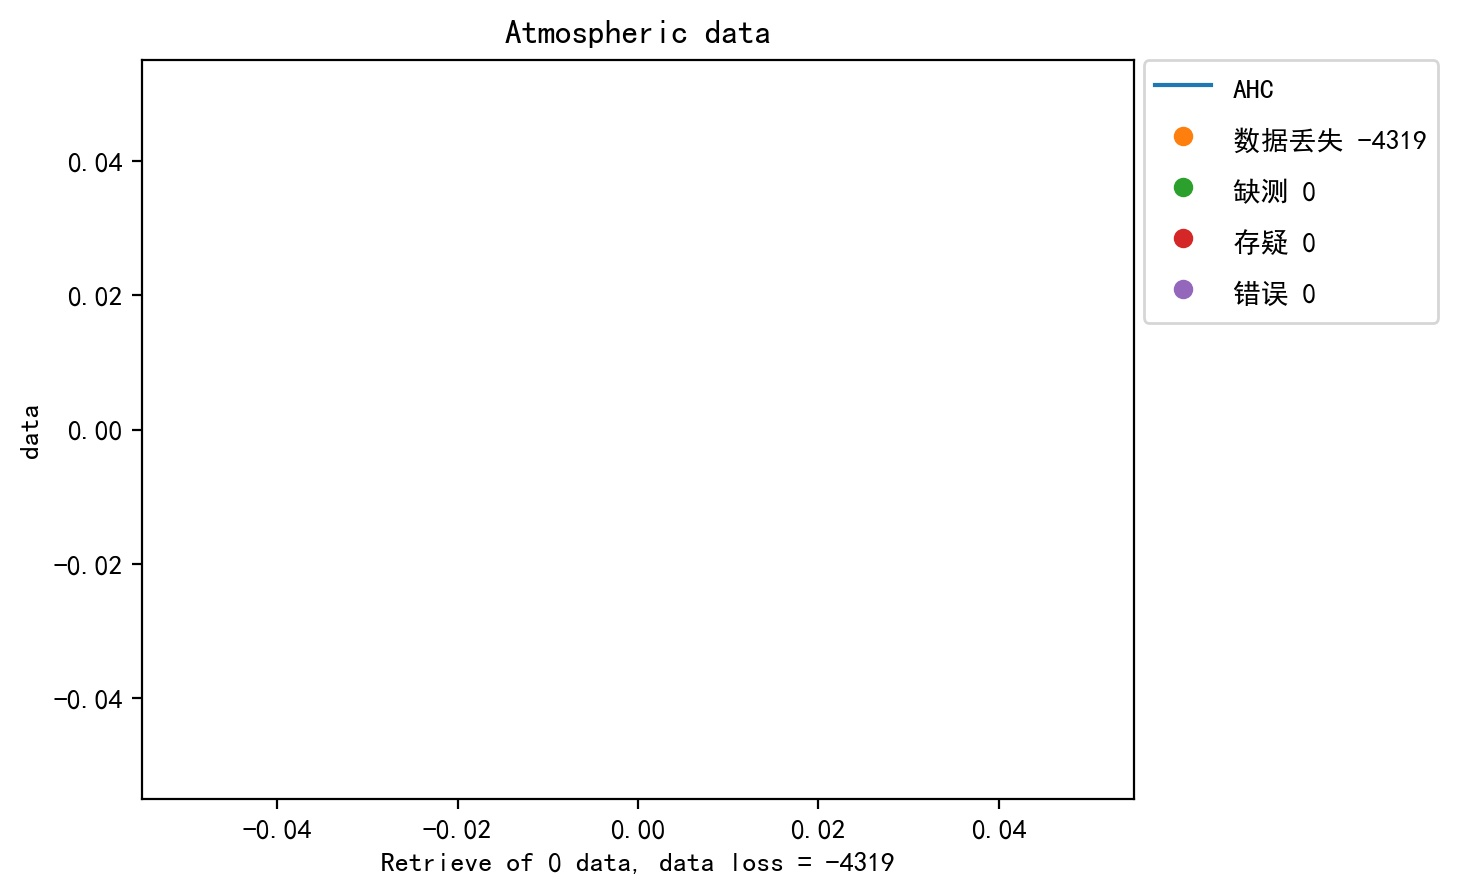 Atmospheric data
AHC
数据丢失 -4319
缺测 0
存疑 0
错误 0
data
0.04
0.02
0.00
-0.02
-0.04
-0.04 -0.02 0.00 0.02 0.04
Retrieve of 0 data, data loss = -4319